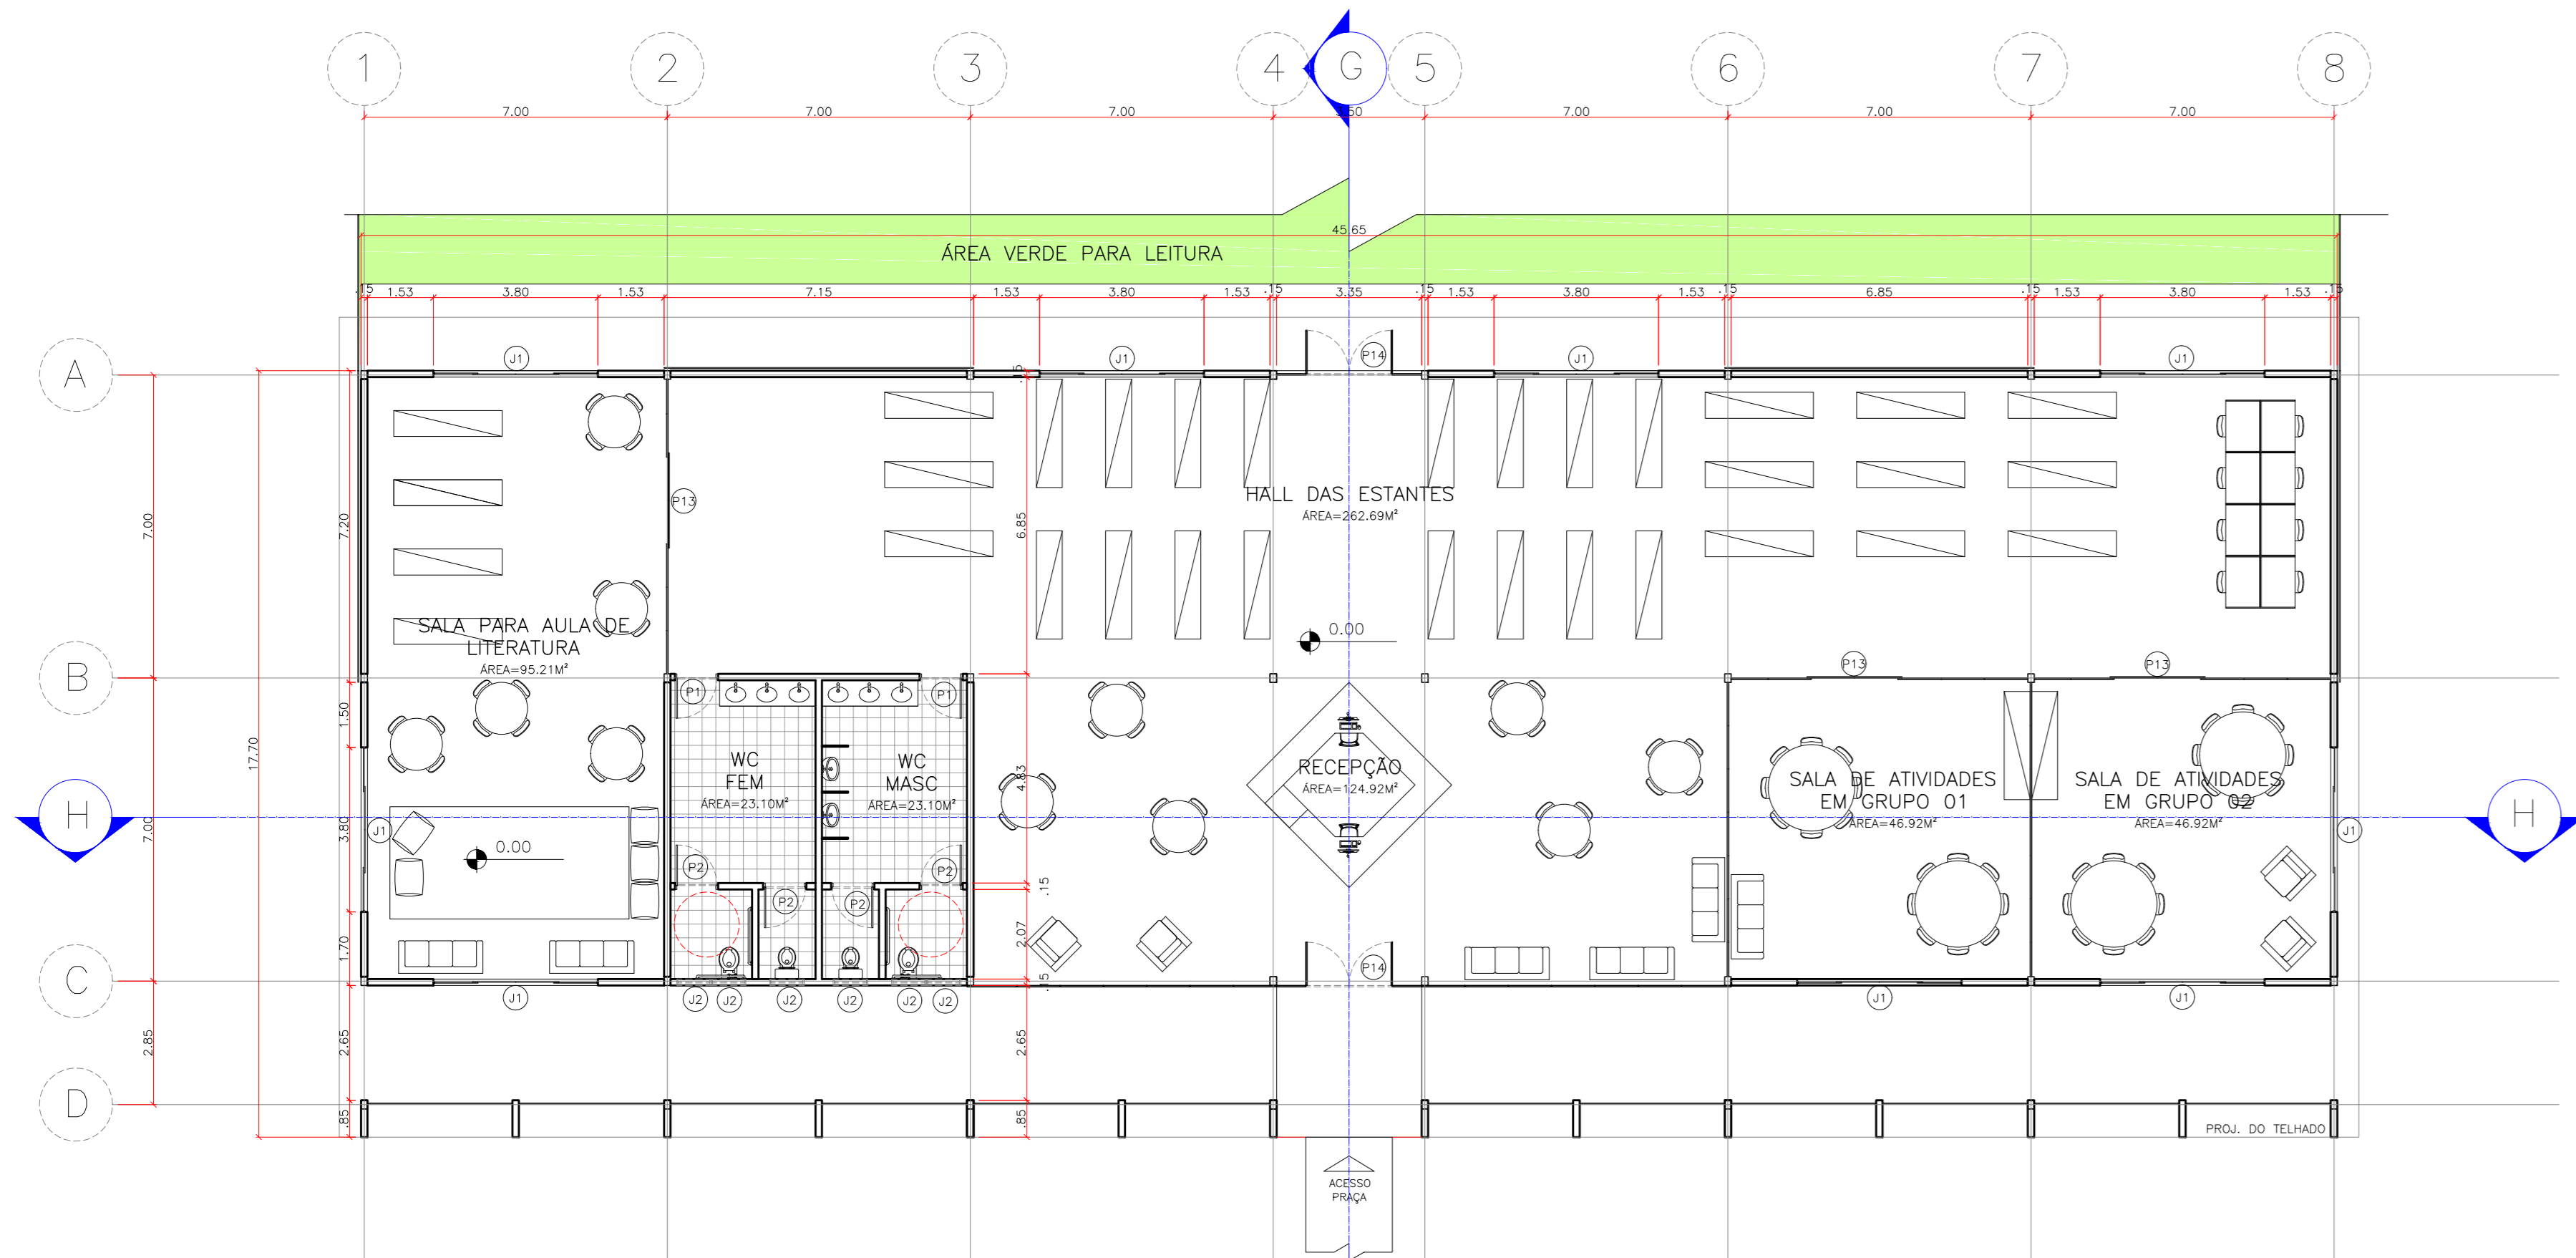 1 2 3 4 G 5 6 7 8
7.00 7.00 7.00 3.50 7.00 7.00 7.00
45.65
ÁREA VERDE PARA LEITURA
.15 1.53 3.80 1.53 7.15 1.53 3.80 1.53 .15 3.35 .15 1.53 3.80 1.53 .15 6.85 .15 1.53 3.80 1.53 .15
A
J1 J1 P14 J1 J1
.15
7.00
7.20
6.85
17.70
P13
HALL DAS ESTANTES
ÁREA=262.69M²
0.00
SALA PARA AULA DE
LITERATURA
ÁREA=95.21M²
B
P1 P1
P13 P13
1.50
7.00
3.80
4.83
WC
FEM
ÁREA=23.10M²
WC
MASC
ÁREA=23.10M²
RECEPÇÃO
ÁREA=124.92M²
SALA DE ATIVIDADES
EM GRUPO 01
ÁREA=46.92M²
SALA DE ATIVIDADES
EM GRUPO 02
ÁREA=46.92M²
H H
J1 J1
0.00
P2 P2
P2 P2
.15
1.70
2.07
P14
C
.15
J1 J2 J2 J2 J2 J2 J2 J1 J1
2.85
2.65
2.65
D
.85
.85
PROJ. DO TELHADO
ACESSO
PRAÇA